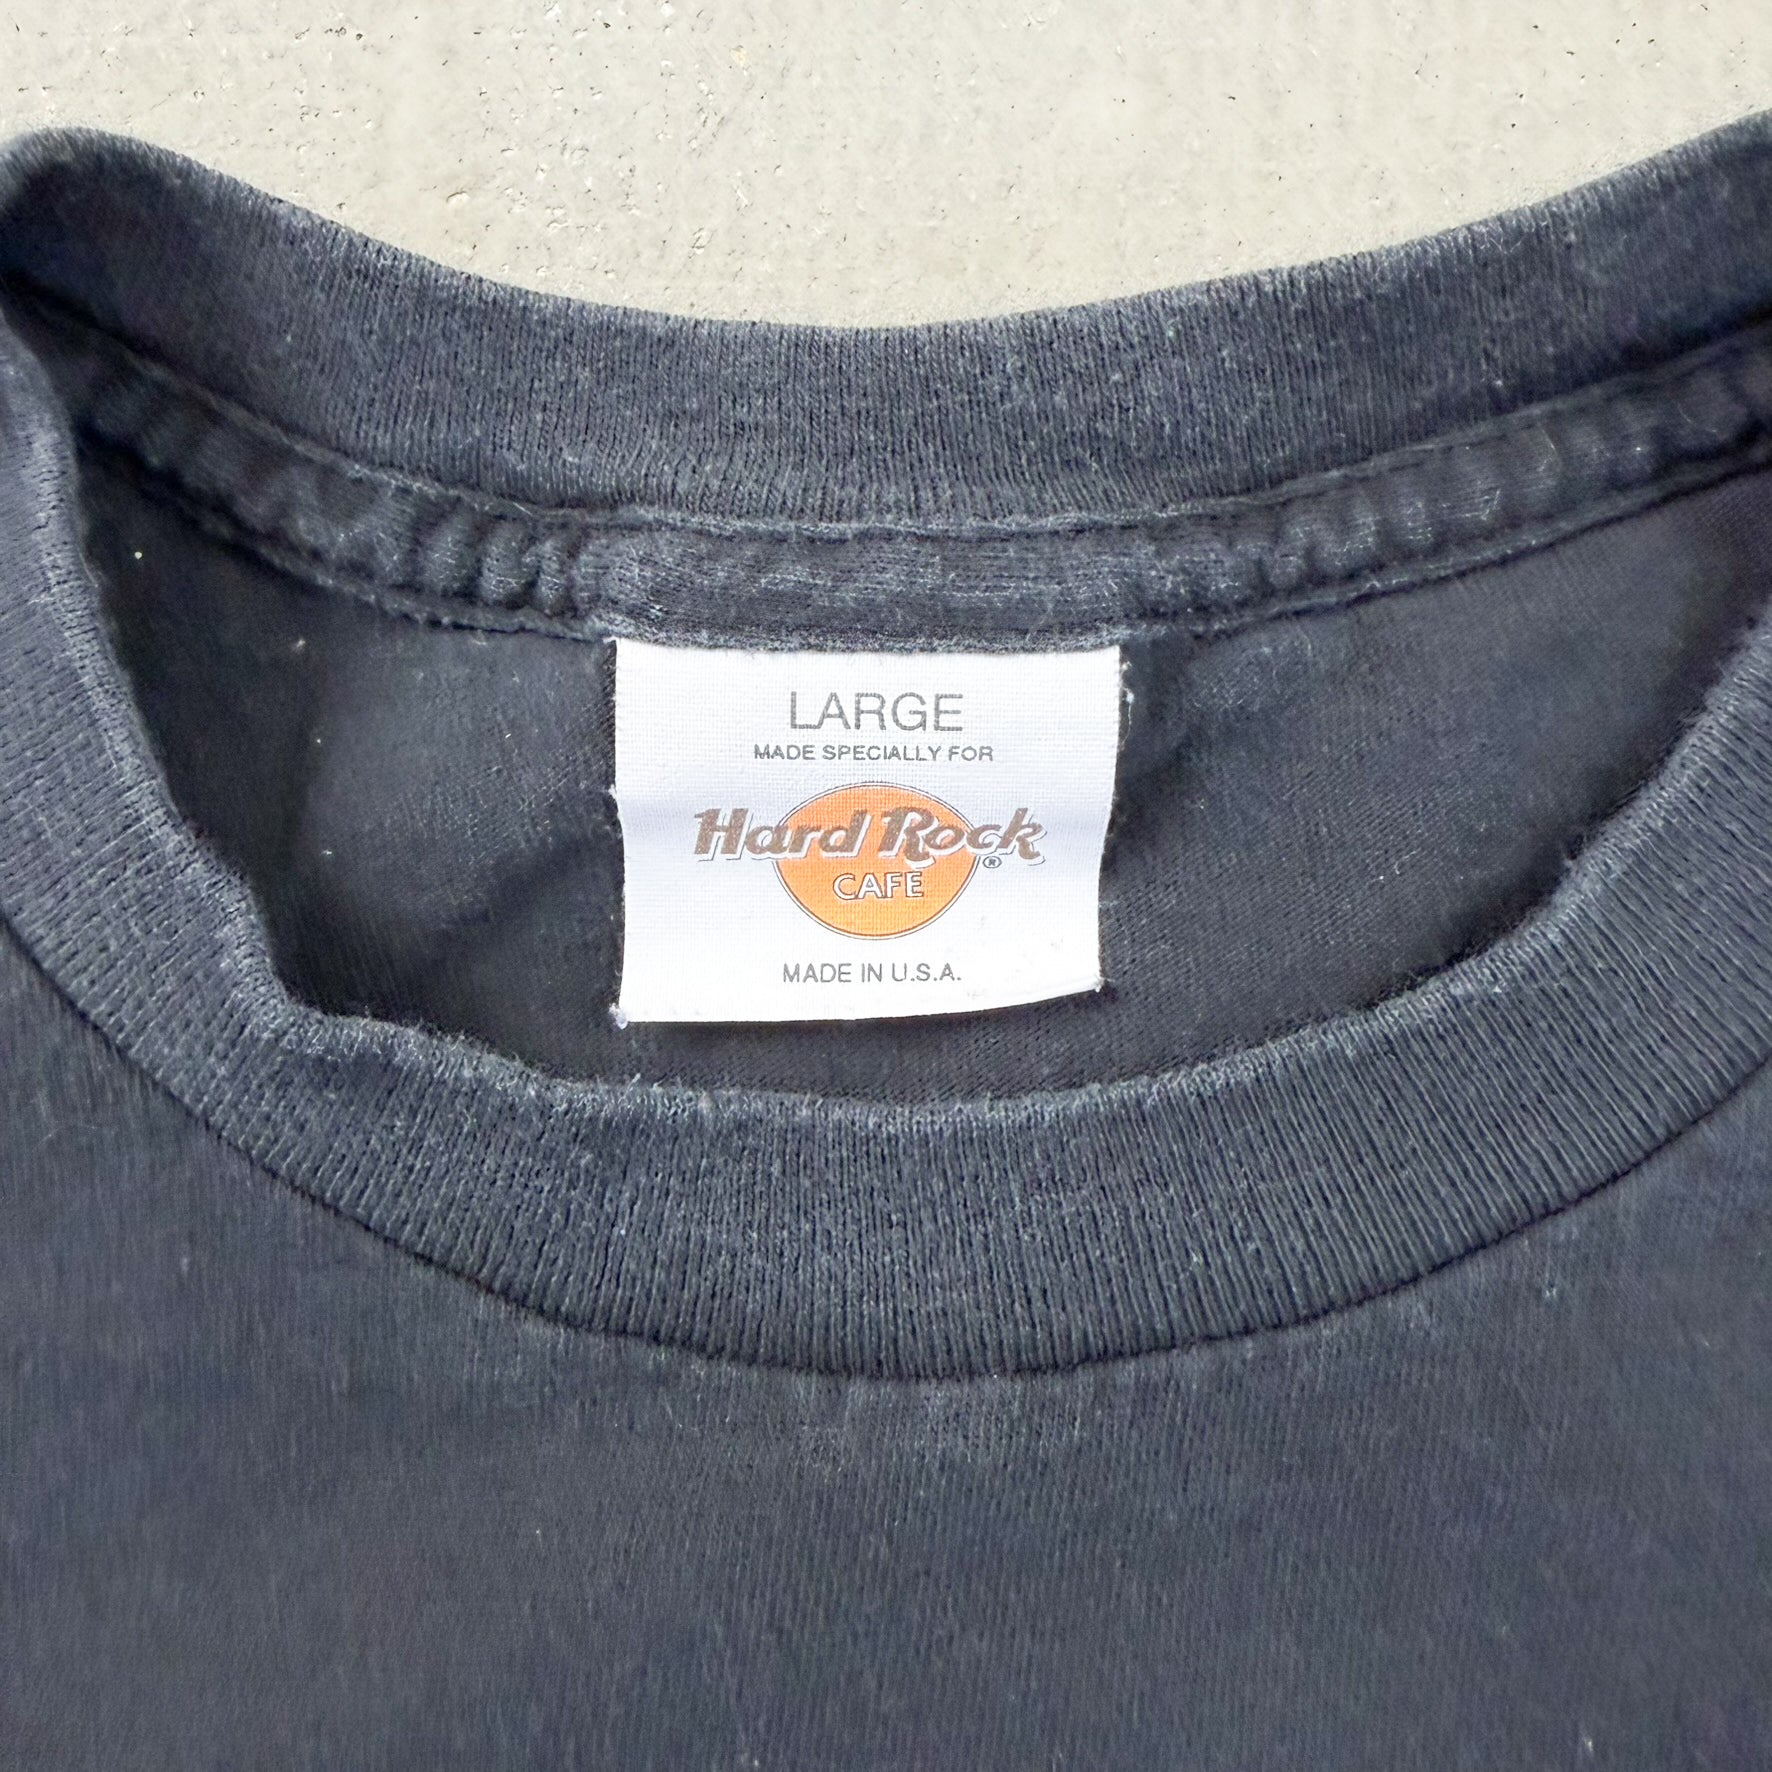 LARGE
MADE SPECIALLY FOR
Hard Rock ®
CAFE
MADE IN U.S.A.